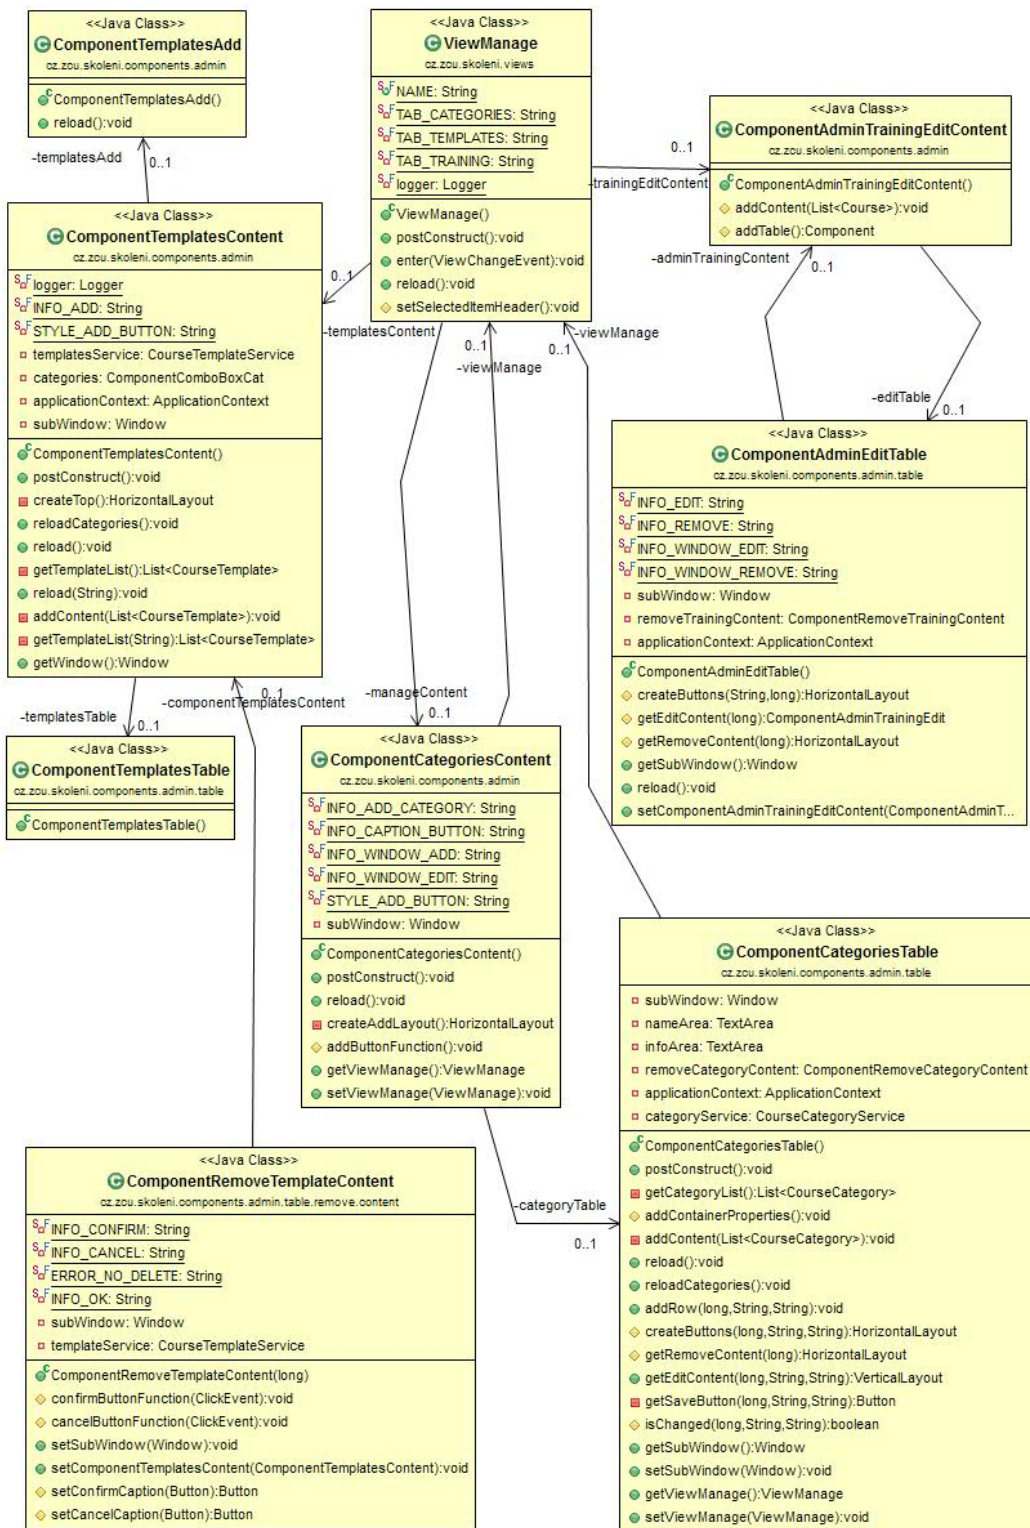 <<Java Class>>
ComponentTemplatesAdd
cz.zcu.skoleni.components.admin
ComponentTemplatesAdd()
reload():void
-templatesAdd
0..1
<<Java Class>>
ViewManage
cz.zcu.skoleni.views
NAME: String
TAB_CATEGORIES: String
TAB_TEMPLATES: String
TAB_TRAINING: String
logger: Logger
ViewManage()
postConstruct():void
enter(ViewChangeEvent):void
reload():void
setSelectedItemHeader():void
0..1
-trainingEditContent
<<Java Class>>
ComponentAdminTrainingEditContent
cz.zcu.skoleni.components.admin
ComponentAdminTrainingEditContent()
addContent(List<Course>):void
addTable():Component
-adminTrainingContent
0..1
<<Java Class>>
ComponentTemplatesContent
cz.zcu.skoleni.components.admin
logger: Logger
INFO_ADD: String
STYLE_ADD_BUTTON: String
templatesService: CourseTemplateService
categories: ComponentComboBoxCat
applicationContext: ApplicationContext
subWindow: Window
ComponentTemplatesContent()
postConstruct():void
createTop():HorizontalLayout
reloadCategories():void
reload():void
getTemplateList():List<CourseTemplate>
reload(String):void
addContent(List<CourseTemplate>):void
getTemplateList(String):List<CourseTemplate>
getWindow():Window
0..1
-templatesContent
0..1
-viewManage
-viewManage
0..1
-editTable
0..1
<<Java Class>>
ComponentAdminEditTable
cz.zcu.skoleni.components.admin.table
INFO_EDIT: String
INFO_REMOVE: String
INFO_WINDOW_EDIT: String
INFO_WINDOW_REMOVE: String
subWindow: Window
removeTrainingContent: ComponentRemoveTrainingContent
applicationContext: ApplicationContext
ComponentAdminEditTable()
createButtons(String,long):HorizontalLayout
getEditContent(long):ComponentAdminTrainingEdit
getRemoveContent(long):HorizontalLayout
getSubWindow():Window
reload():void
setComponentAdminTrainingEditContent(ComponentAdminT...
-templatesTable
0..1
-componentTemplatesContent
0..1
-manageContent
0..1
<<Java Class>>
ComponentTemplatesTable
cz.zcu.skoleni.components.admin.table
ComponentTemplatesTable()
<<Java Class>>
ComponentCategoriesContent
cz.zcu.skoleni.components.admin
INFO_ADD_CATEGORY: String
INFO_CAPTION_BUTTON: String
INFO_WINDOW_ADD: String
INFO_WINDOW_EDIT: String
STYLE_ADD_BUTTON: String
subWindow: Window
ComponentCategoriesContent()
postConstruct():void
reload():void
createAddLayout():HorizontalLayout
addButtonFunction():void
getViewManage():ViewManage
setViewManage(ViewManage):void
-categoryTable
0..1
<<Java Class>>
ComponentCategoriesTable
cz.zcu.skoleni.components.admin.table
subWindow: Window
nameArea: TextArea
infoArea: TextArea
removeCategoryContent: ComponentRemoveCategoryContent
applicationContext: ApplicationContext
categoryService: CourseCategoryService
ComponentCategoriesTable()
postConstruct():void
getCategoryList():List<CourseCategory>
addContainerProperties():void
addContent(List<CourseCategory>):void
reload():void
reloadCategories():void
addRow(long,String,String):void
createButtons(long,String,String):HorizontalLayout
getRemoveContent(long):HorizontalLayout
getEditContent(long,String,String):VerticalLayout
getSaveButton(long,String,String):Button
isChanged(long,String,String):boolean
getSubWindow():Window
setSubWindow(Window):void
getViewManage():ViewManage
setViewManage(ViewManage):void
<<Java Class>>
ComponentRemoveTemplateContent
cz.zcu.skoleni.components.admin.table.remove.content
INFO_CONFIRM: String
INFO_CANCEL: String
ERROR_NO_DELETE: String
INFO_OK: String
subWindow: Window
templateService: CourseTemplateService
ComponentRemoveTemplateContent(long)
confirmButtonFunction(ClickEvent):void
cancelButtonFunction(ClickEvent):void
setSubWindow(Window):void
setComponentTemplatesContent(ComponentTemplatesContent):void
setConfirmCaption(Button):Button
setCancelCaption(Button):Button